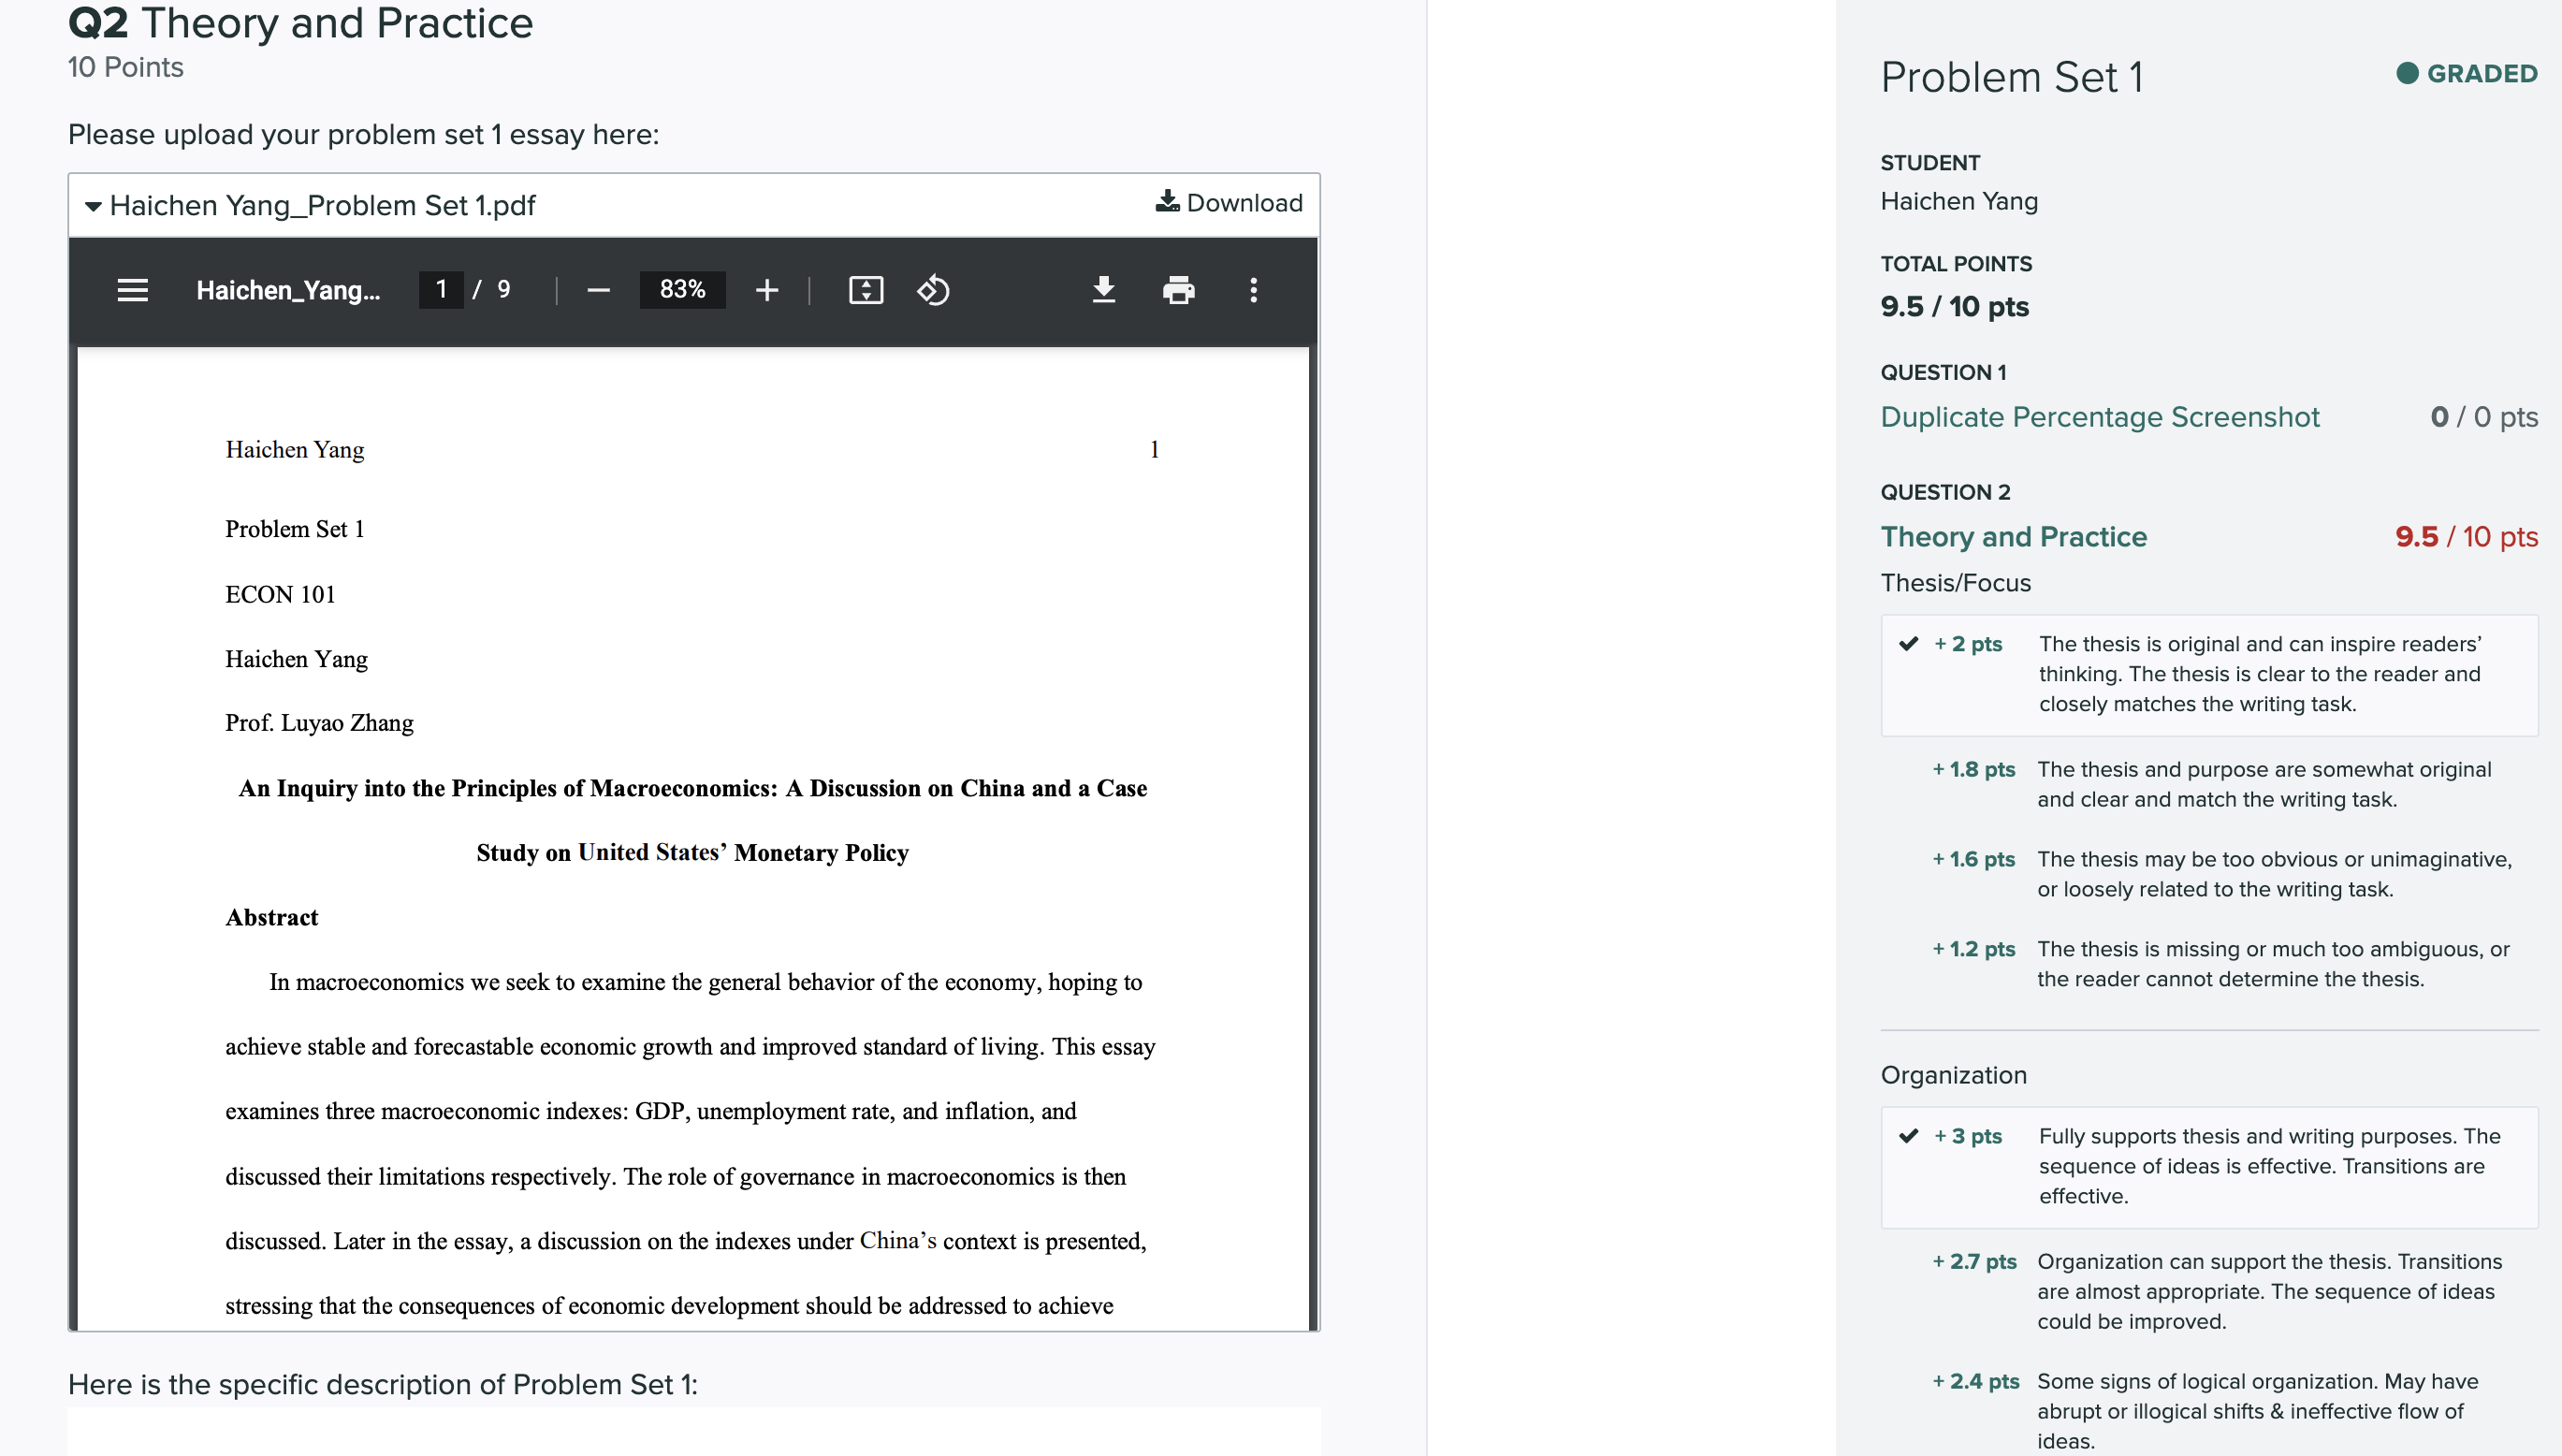 Q2 Theory and Practice
10 Points
Please upload your problem set 1 essay here:
Haichen Yang_Problem Set 1.pdf
Download
Haichen_Yang... 1 / 9 83%
Haichen Yang 1
Problem Set 1
ECON 101
Haichen Yang
Prof. Luyao Zhang
An Inquiry into the Principles of Macroeconomics: A Discussion on China and a Case
Study on United States’ Monetary Policy
Abstract
In macroeconomics we seek to examine the general behavior of the economy, hoping to
achieve stable and forecastable economic growth and improved standard of living. This essay
examines three macroeconomic indexes: GDP, unemployment rate, and inflation, and
discussed their limitations respectively. The role of governance in macroeconomics is then
discussed. Later in the essay, a discussion on the indexes under China’s context is presented,
stressing that the consequences of economic development should be addressed to achieve
Here is the specific description of Problem Set 1:
Problem Set 1
GRADED
STUDENT
Haichen Yang
TOTAL POINTS
9.5 / 10 pts
QUESTION 1
Duplicate Percentage Screenshot 0 / 0 pts
QUESTION 2
Theory and Practice 9.5 / 10 pts
Thesis/Focus
+ 2 pts The thesis is original and can inspire readers’
thinking. The thesis is clear to the reader and
closely matches the writing task.
+ 1.8 pts The thesis and purpose are somewhat original
and clear and match the writing task.
+ 1.6 pts The thesis may be too obvious or unimaginative,
or loosely related to the writing task.
+ 1.2 pts The thesis is missing or much too ambiguous, or
the reader cannot determine the thesis.
Organization
+ 3 pts Fully supports thesis and writing purposes. The
sequence of ideas is effective. Transitions are
effective.
+ 2.7 pts Organization can support the thesis. Transitions
are almost appropriate. The sequence of ideas
could be improved.
+ 2.4 pts Some signs of logical organization. May have
abrupt or illogical shifts & ineffective flow of
ideas.